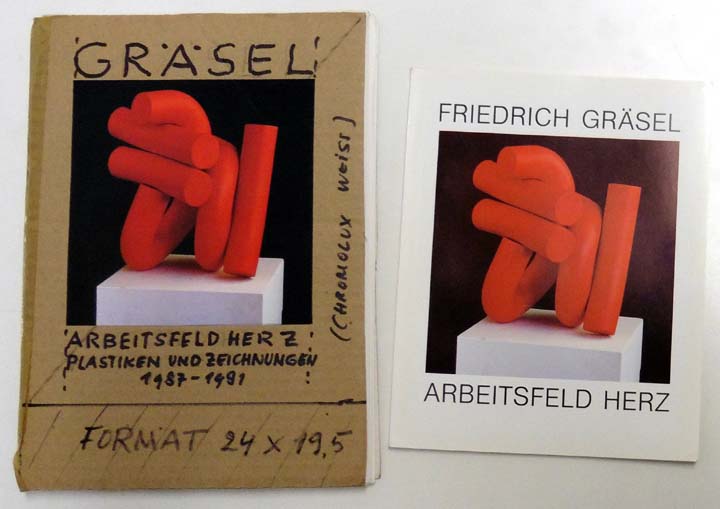 GRÄSEL
(CHROMOLUX WEISS)
ARBEITSFELD HERZ
PLASTIKEN UND ZEICHNUNGEN
1987-1991
FORMAT 24 x 19,5
FRIEDRICH GRÄSEL
ARBEITSFELD HERZ